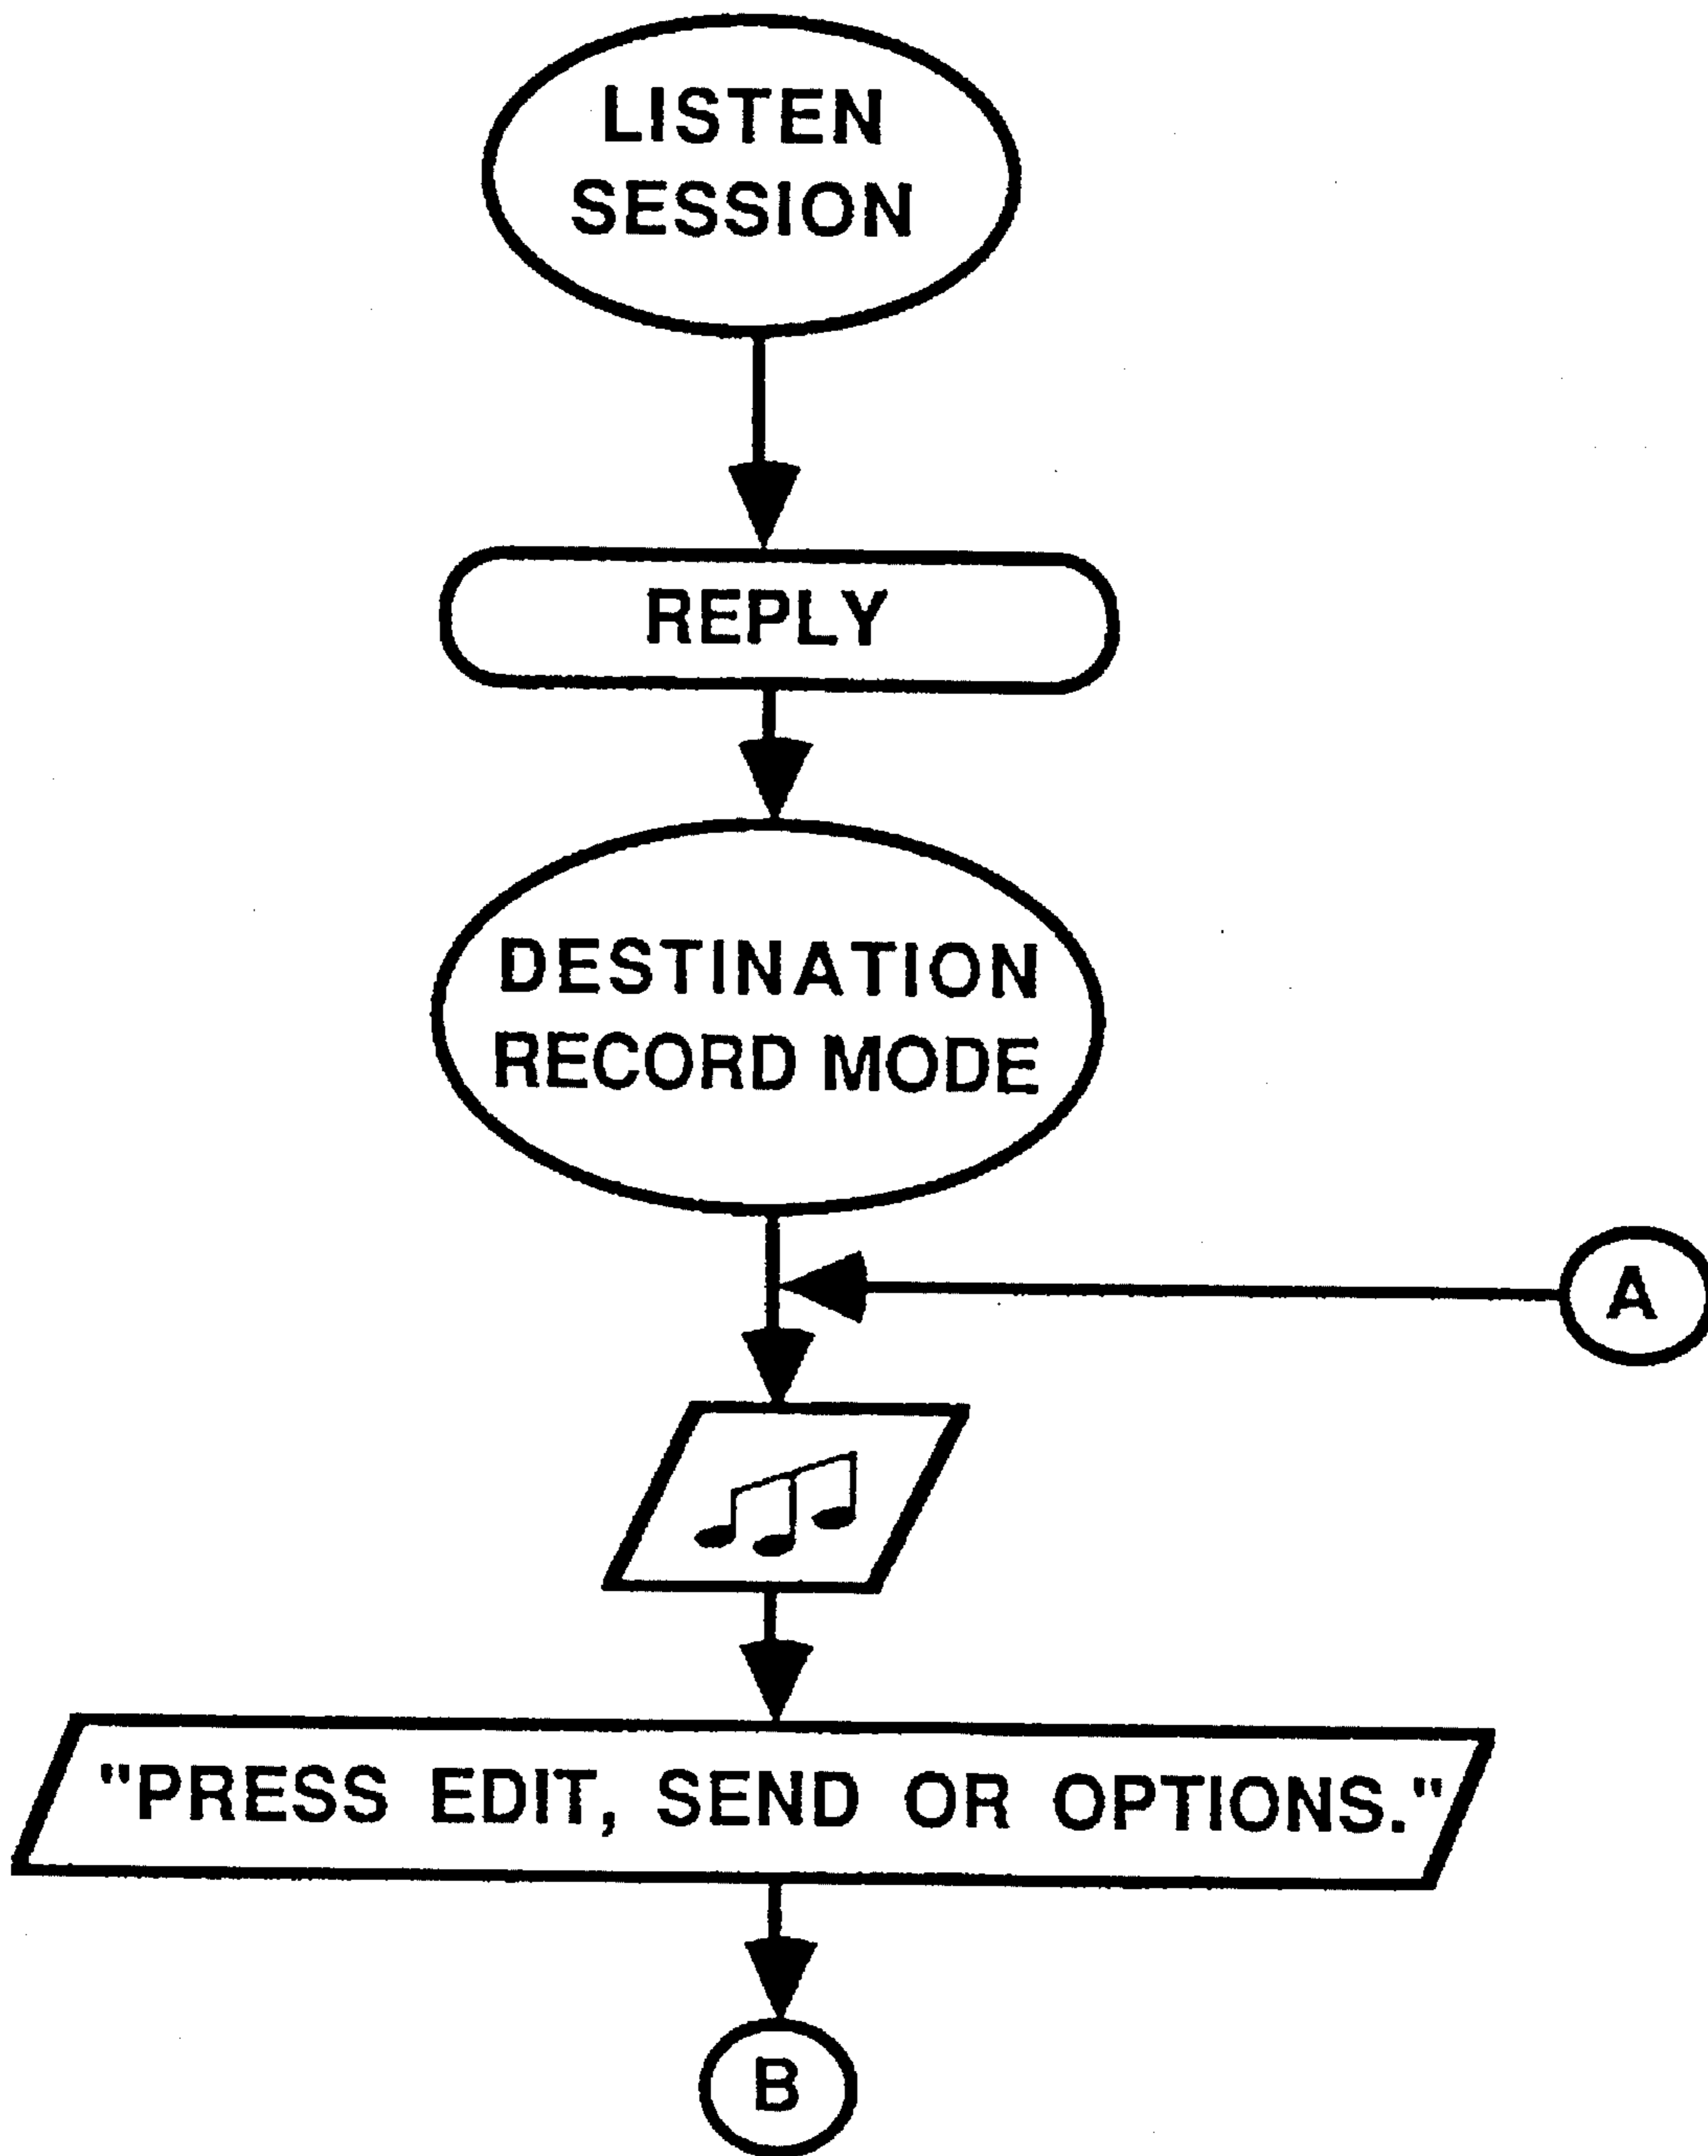 LISTEN
SESSION
REPLY
DESTINATION
RECORD MODE
A
"PRESS EDIT, SEND OR OPTIONS."
B